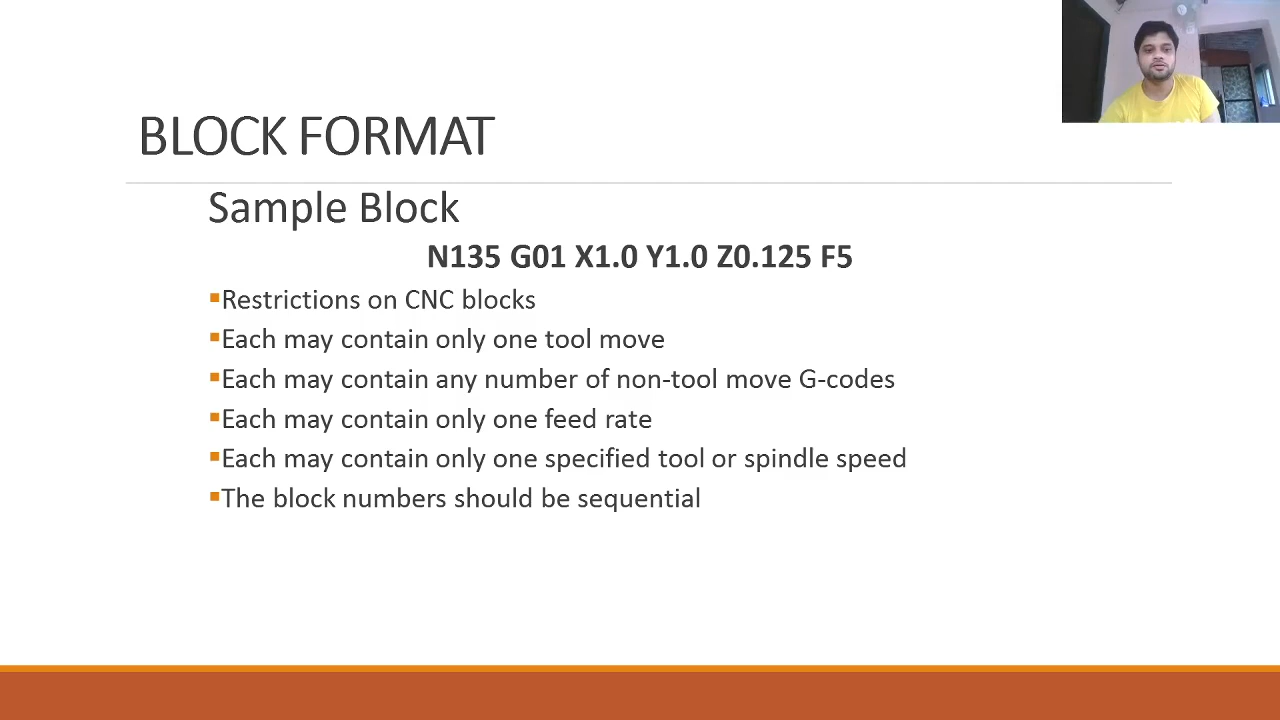 BLOCK FORMAT
Sample Block
N135 G01 X1.0 Y1.0 Z0.125 F5
Restrictions on CNC blocks
Each may contain only one tool move
Each may contain any number of non-tool move G-codes
Each may contain only one feed rate
Each may contain only one specified tool or spindle speed
The block numbers should be sequential